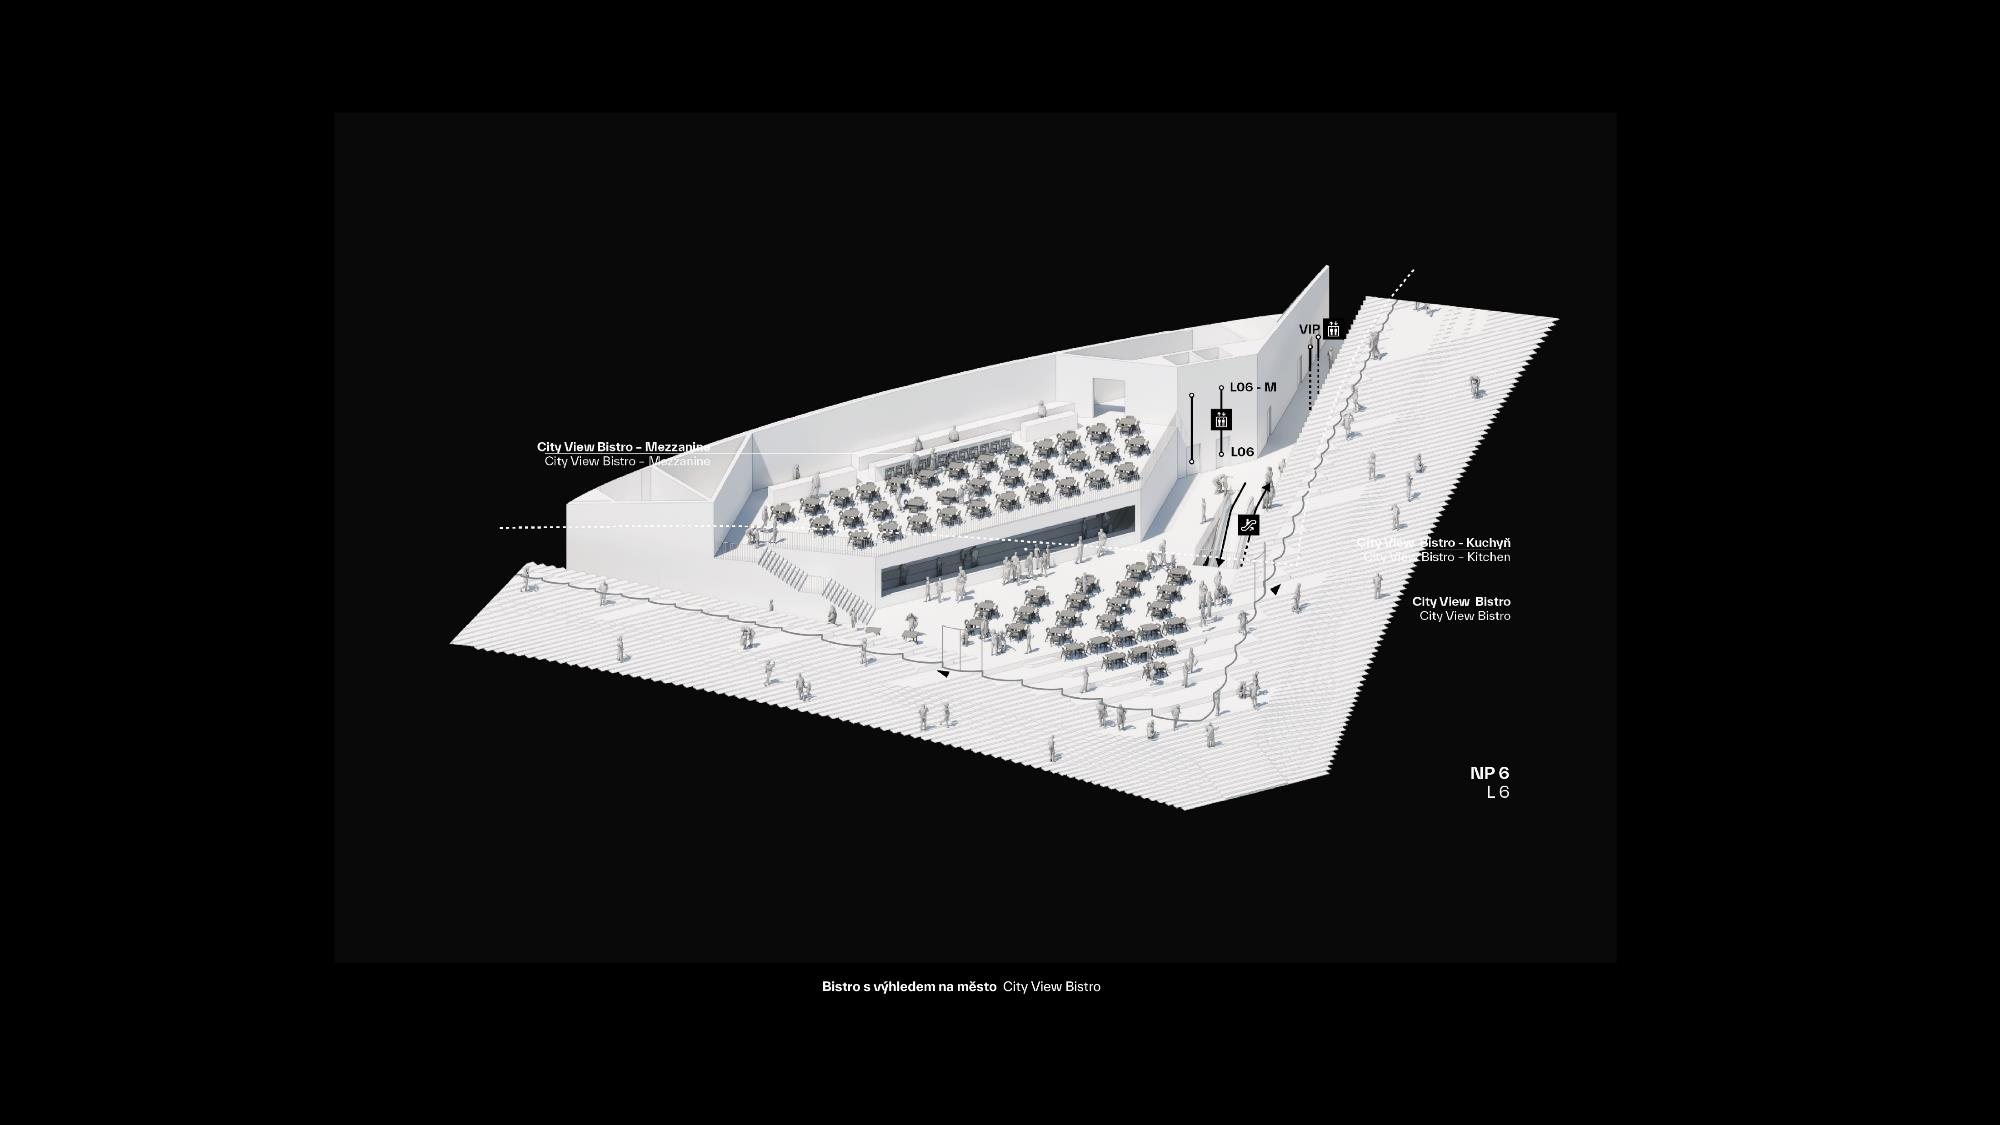 VIP
L06 - M
L06
City View Bistro – Mezzanine
City View Bistro – Mezzanine
City View Bistro - Kuchyň
City View Bistro – Kitchen
City View Bistro
City View Bistro
NP 6
L 6
Bistro s výhledem na město City View Bistro